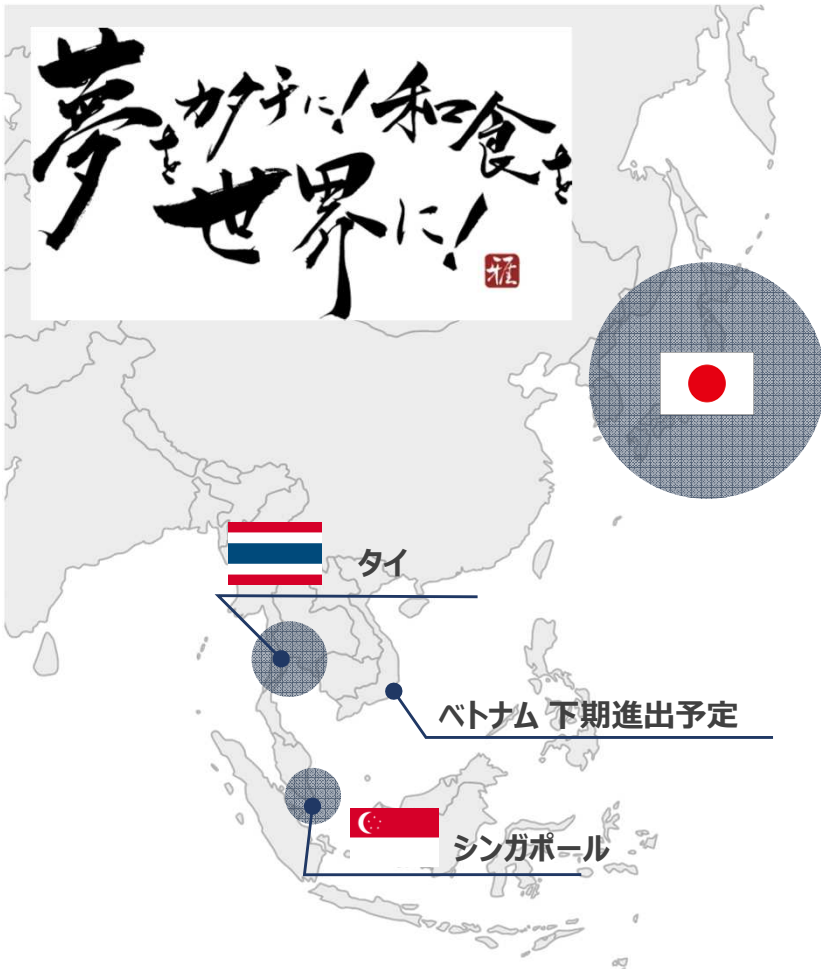 夢をカタチに!和食を
世界に!
雅
タイ
ベトナム 下期進出予定
シンガポール